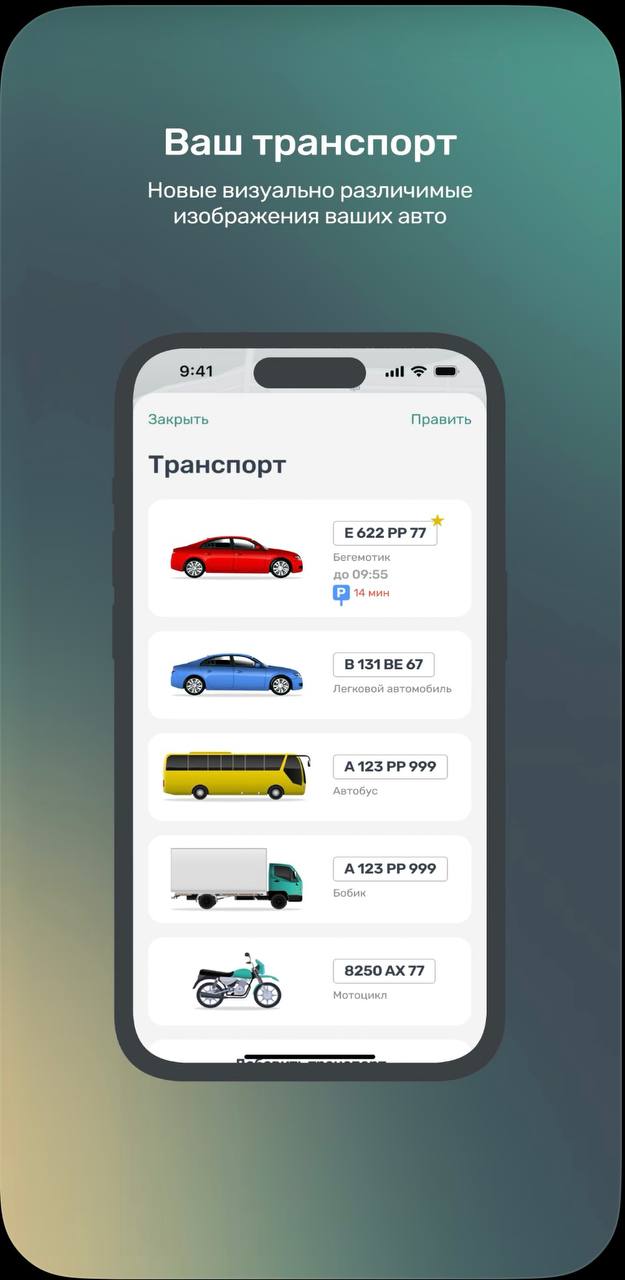 Ваш транспорт
Новые визуально различимые
изображения ваших авто
9:41
Закрыть
Править
Транспорт
Е 622 РР 77
Бегемотик
до 09:55
P 14 мин
В 131 ВЕ 67
Легковой автомобиль
А 123 РР 999
Автобус
А 123 РР 999
Бобик
8250 АХ 77
Мотоцикл